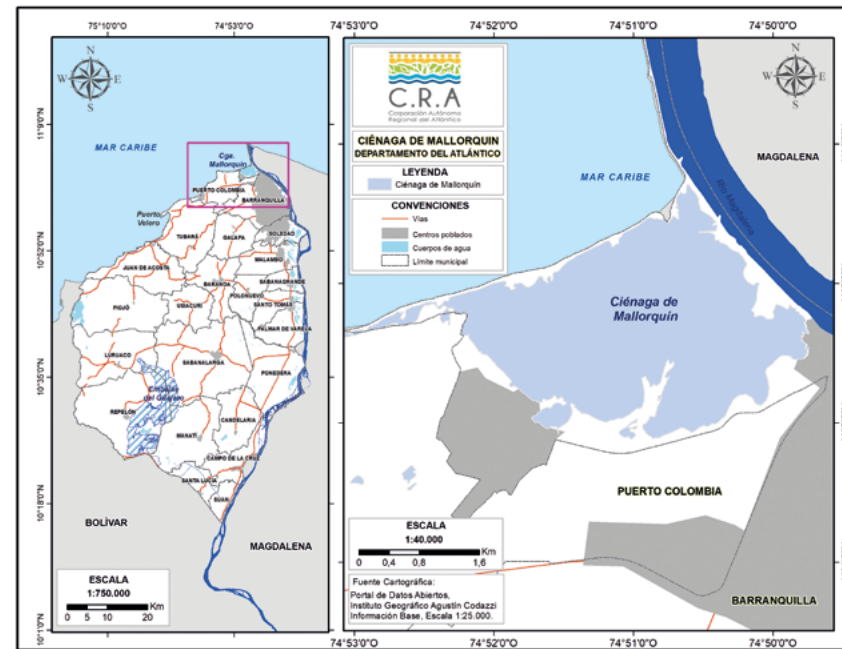 75°10'0"O 74°53'0"O
11°9'0"N
10°52'0"N
10°35'0"N
10°18'0"N
10°1'0"N
N
W E
S
MAR CARIBE
Cga. Mallorquín
PUERTO COLOMBIA
BARRANQUILLA
Puerto Velero
SOLEDAD
TUBARÁ
GALAPA
MALAMBO
JUAN DE ACOSTA
BARANOA
SABANAGRANDE
POLONUEVO
SANTO TOMÁS
PIOJÓ
USIACURÍ
PALMAR DE VARELA
LURUACO
SABANALARGA
PONEDERA
Embalse del Guájaro
REPELÓN
CANDELARIA
MANATÍ
CAMPO DE LA CRUZ
SANTA LUCÍA
SUAN
BOLÍVAR
MAGDALENA
ESCALA
1:750.000
Km
0 10 20
74°53'0"O 74°52'0"O 74°51'0"O 74°50'0"O
C.R.A
Corporación Autónoma
Regional del Atlántico
CIÉNAGA DE MALLORQUIN
DEPARTAMENTO DEL ATLÁNTICO
LEYENDA
Ciénaga de Mallorquín
CONVENCIONES
Vías
Centros poblados
Cuerpos de agua
Límite municipal
N
W E
S
MAGDALENA
MAR CARIBE
Río Magdalena
Ciénaga de
Mallorquín
PUERTO COLOMBIA
BARRANQUILLA
ESCALA
1:40.000
Km
0 0,4 0,8 1,6
Fuente Cartográfica:
Portal de Datos Abiertos,
Instituto Geográfico Agustín Codazzi
Información Base, Escala 1:25.000.
74°53'0"O 74°52'0"O 74°51'0"O 74°50'0"O